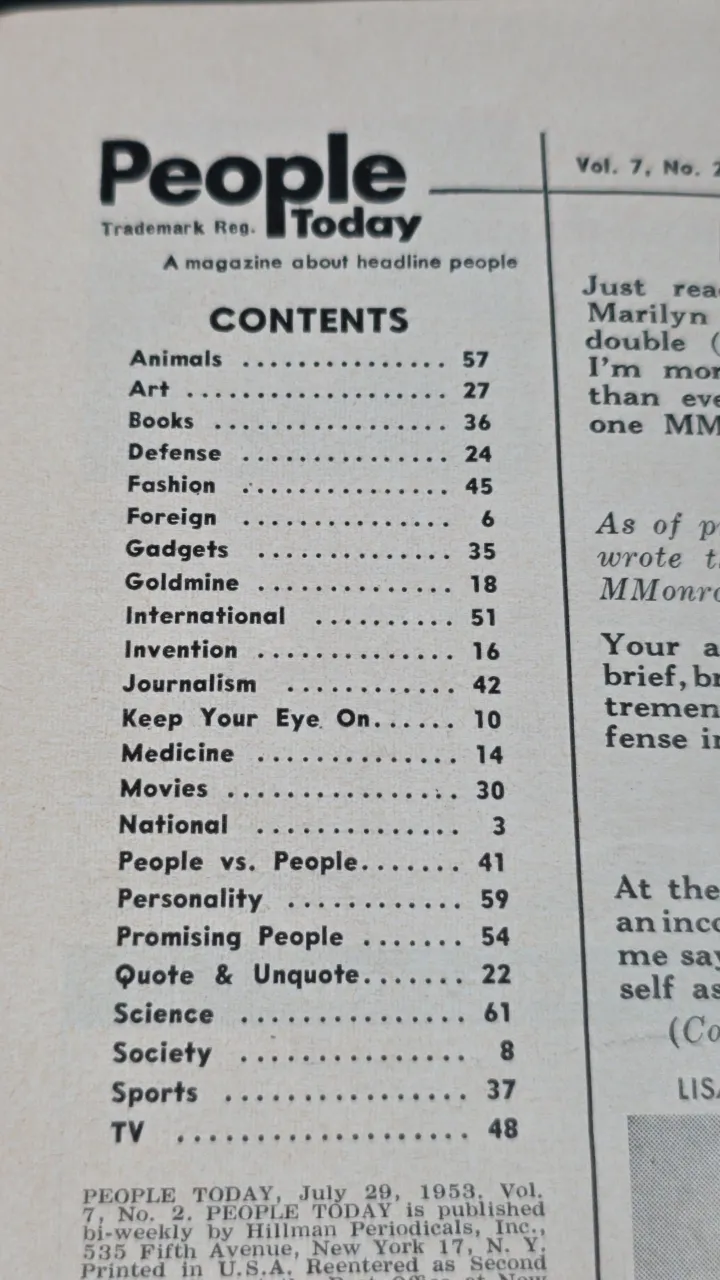 People
Today
Trademark Reg.
A magazine about headline people
CONTENTS
Animals ............... 57
Art ................... 27
Books ................ 36
Defense .............. 24
Fashion .............. 45
Foreign .............. 6
Gadgets ............. 35
Goldmine ............. 18
International .......... 51
Invention ............. 16
Journalism ........... 42
Keep Your Eye On...... 10
Medicine ............. 14
Movies ............... 30
National ............. 3
People vs. People....... 41
Personality ............ 59
Promising People ....... 54
Quote & Unquote....... 22
Science ............... 61
Society ............... 8
Sports ................ 37
TV ................... 48
PEOPLE TODAY, July 29, 1953, Vol.
7, No. 2. PEOPLE TODAY is published
bi-weekly by Hillman Periodicals, Inc.,
535 Fifth Avenue, New York 17, N. Y.
Printed in U.S.A. Reentered as Second
Vol. 7, No. 2
Just
Marilyn
double (
I'm
than
one
As of
wrote
Your
brief,
At the
me
self as